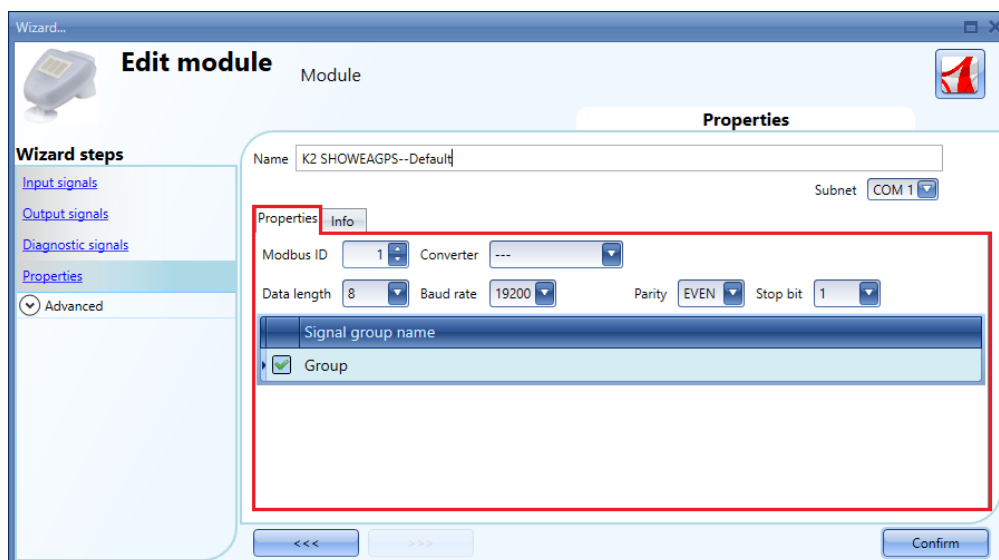 Wizard...
Edit module
Module
Properties
Wizard steps
Input signals
Output signals
Diagnostic signals
Properties
Advanced
Name K2 SHOWEAGPS--Default
Subnet COM 1
Properties Info
Modbus ID 1 Converter ---
Data length 8 Baud rate 19200 Parity EVEN Stop bit 1
Signal group name
Group
<<< >>> Confirm